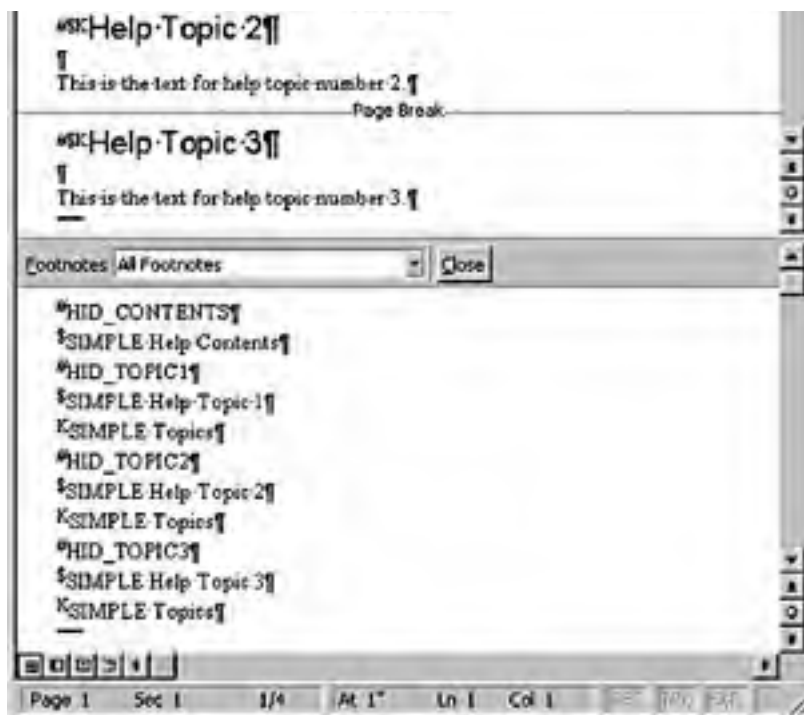 #$KHelp·Topic·2¶
¶
This·is·the·text·for·help·topic·number·2.¶
Page Break
#$KHelp·Topic·3¶
¶
This·is·the·text·for·help·topic·number·3.¶
Footnotes All Footnotes Close
#HID_CONTENTS¶
$SIMPLE·Help·Contents¶
#HID_TOPIC1¶
$SIMPLE·Help·Topic·1¶
KSIMPLE·Topics¶
#HID_TOPIC2¶
$SIMPLE·Help·Topic·2¶
KSIMPLE·Topics¶
#HID_TOPIC3¶
$SIMPLE·Help·Topic·3¶
KSIMPLE·Topics¶
Page 1 Sec 1 1/4 At 1" Ln 1 Col 1